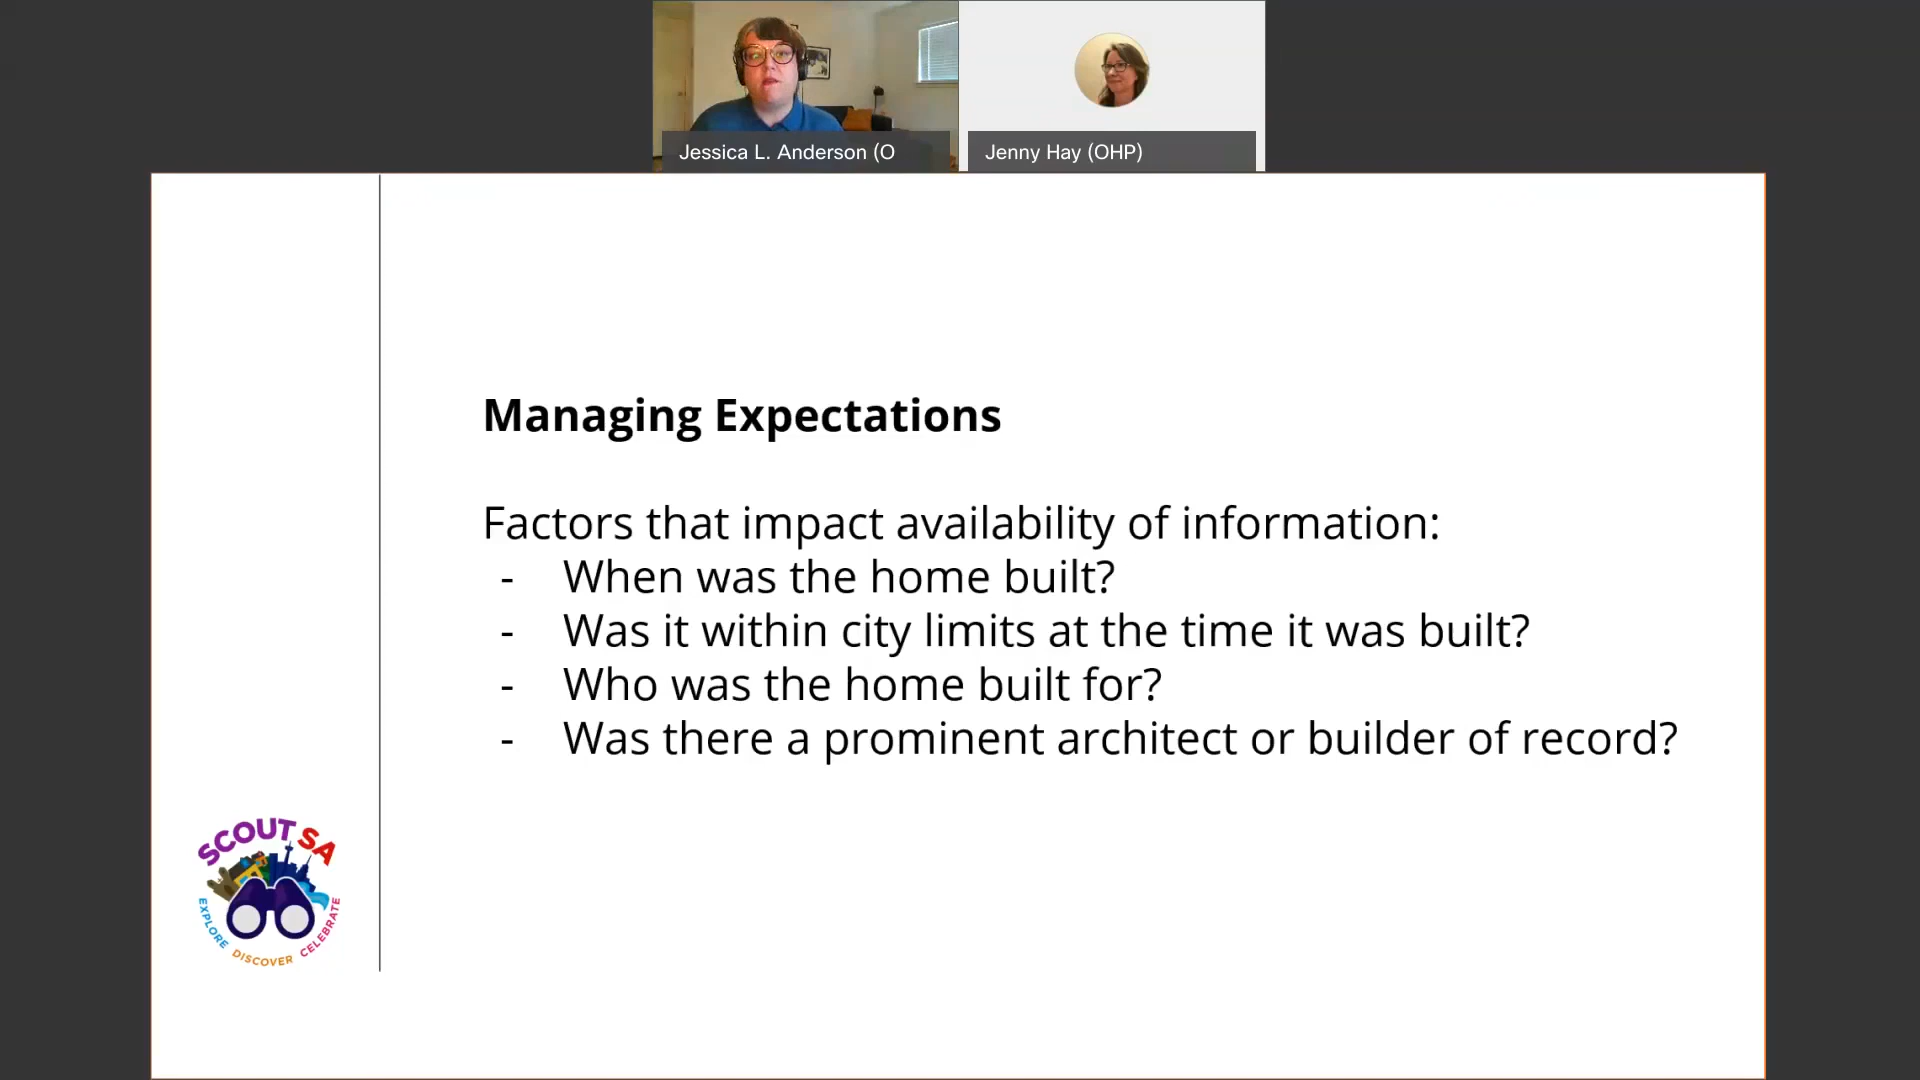 Jessica L. Anderson (O
Jenny Hay (OHP)
Managing Expectations
Factors that impact availability of information:
- When was the home built?
- Was it within city limits at the time it was built?
- Who was the home built for?
- Was there a prominent architect or builder of record?
SCOUT SA
EXPLORE DISCOVER CELEBRATE